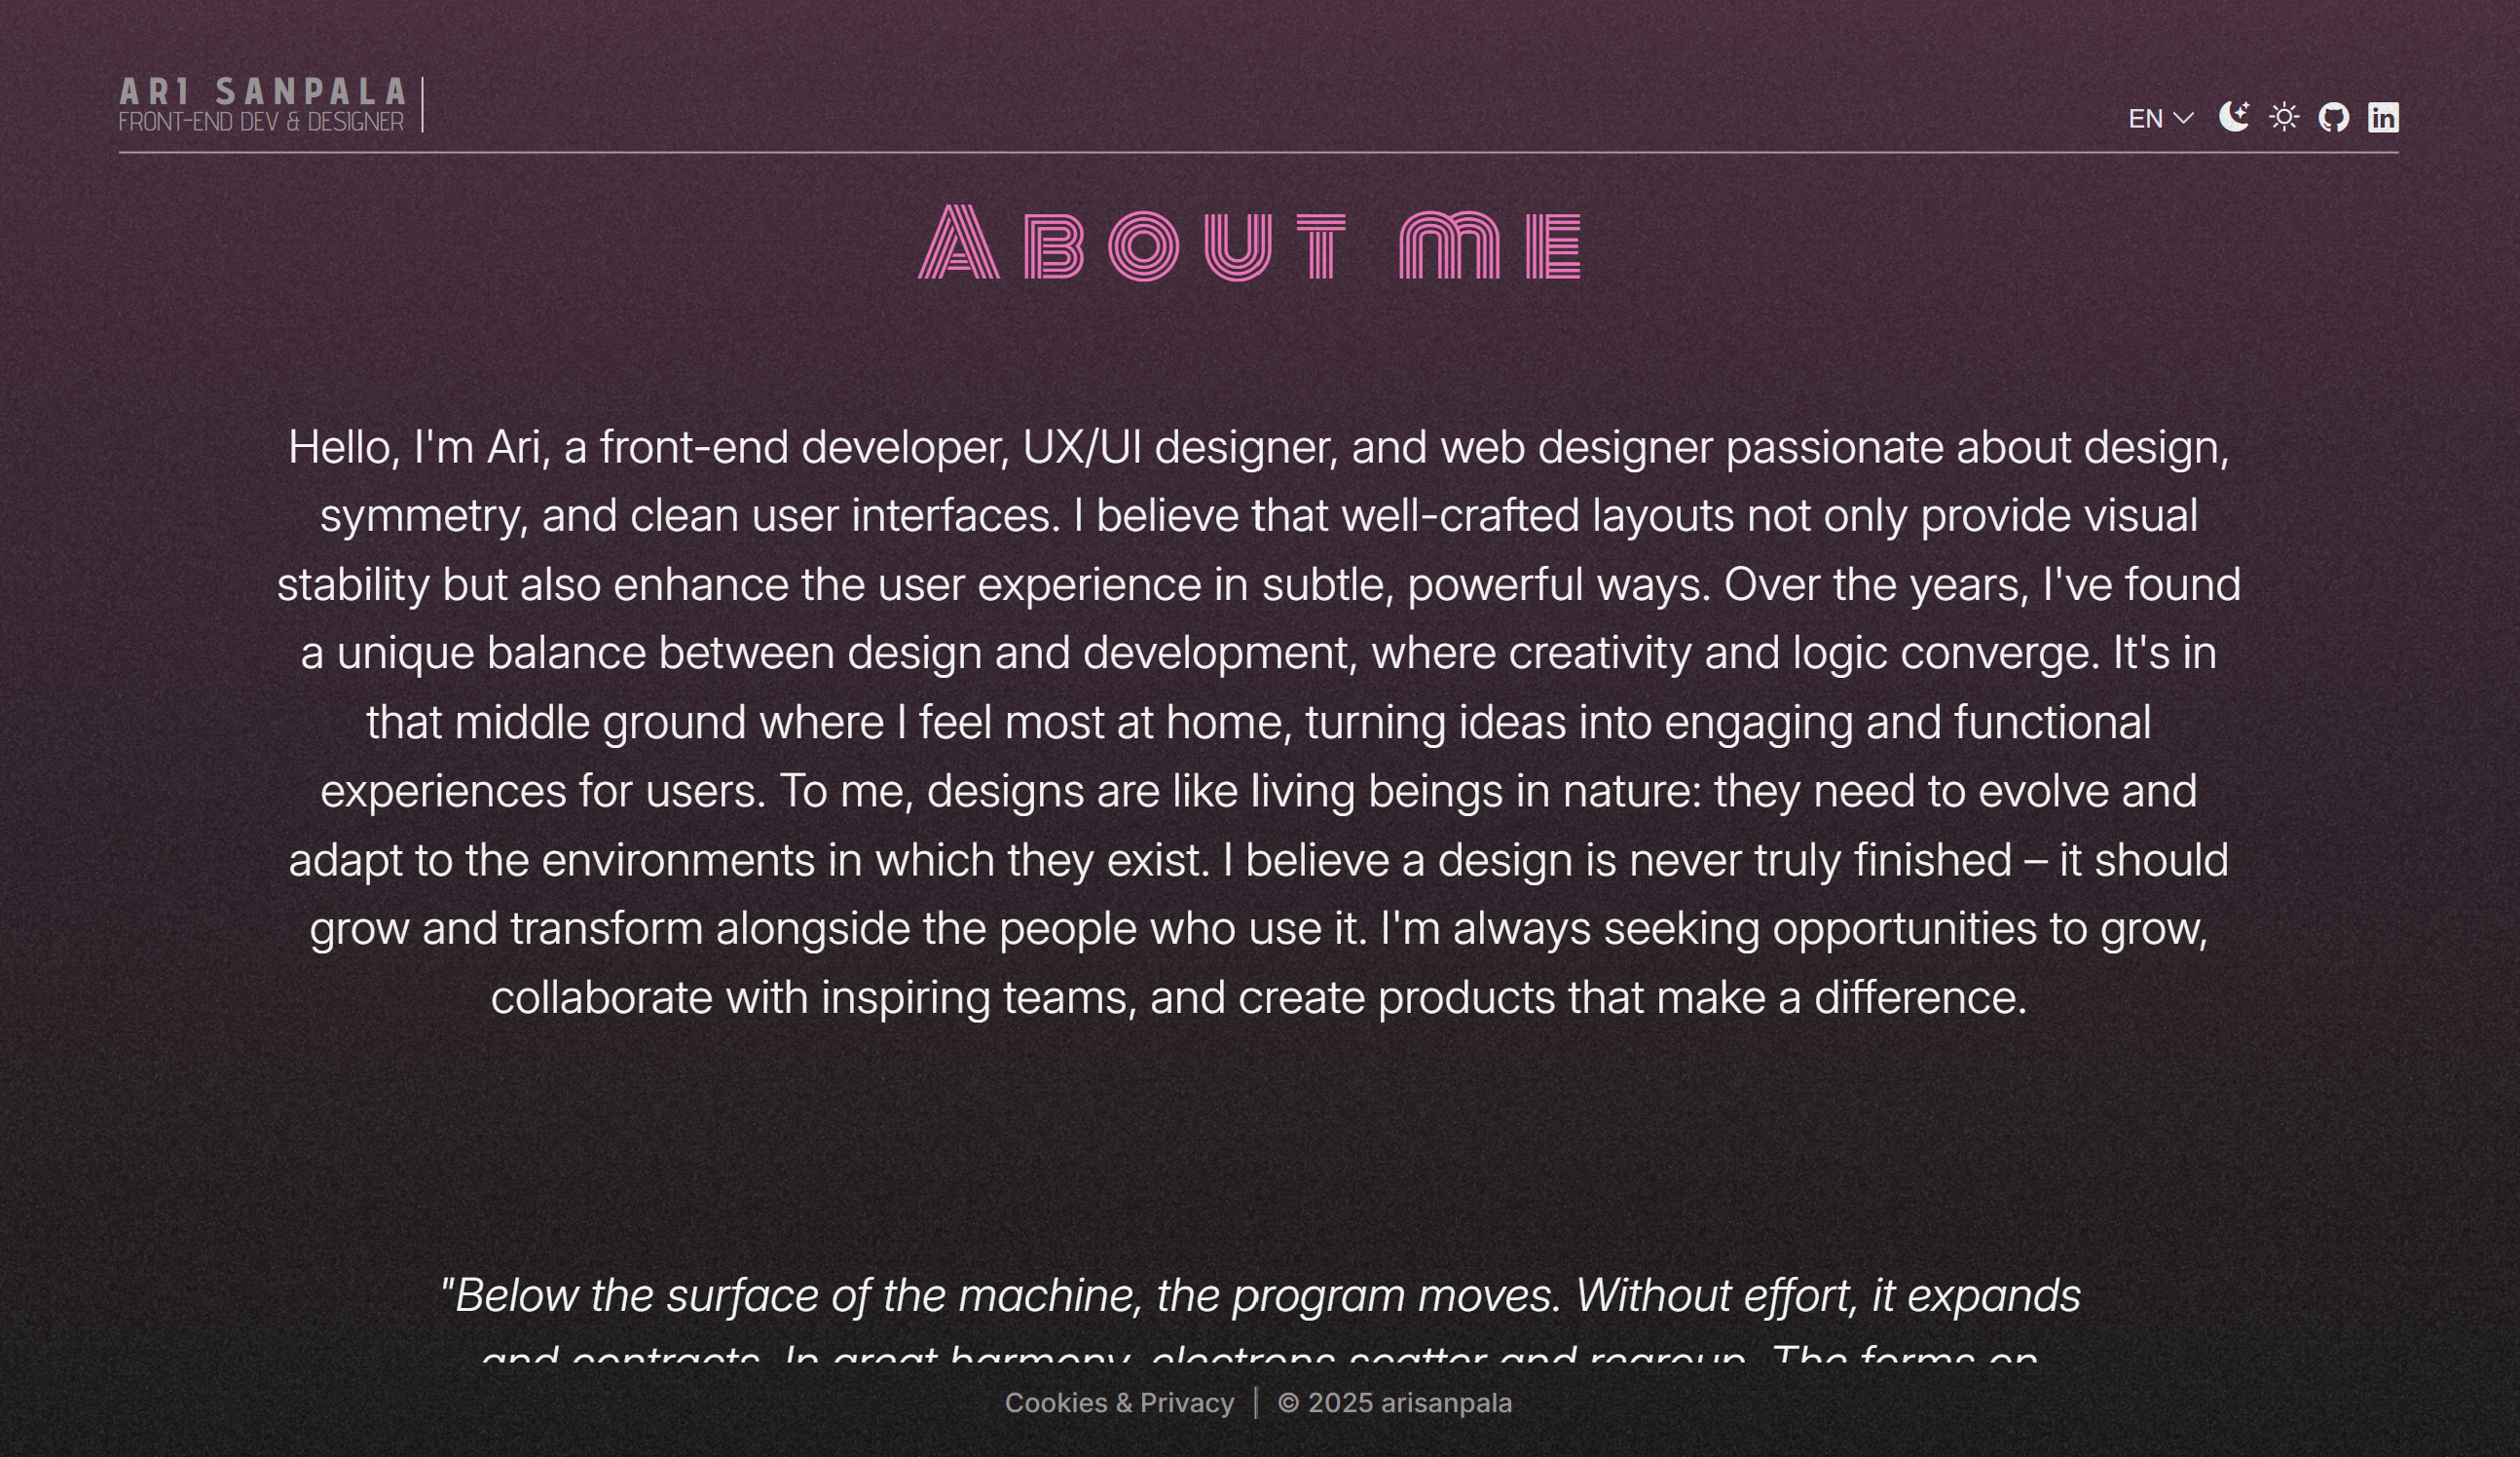 ARI SANPALA
FRONT-END DEV & DESIGNER
EN
in
ABOUT ME
Hello, I'm Ari, a front-end developer, UX/UI designer, and web designer passionate about design,
symmetry, and clean user interfaces. I believe that well-crafted layouts not only provide visual
stability but also enhance the user experience in subtle, powerful ways. Over the years, I've found
a unique balance between design and development, where creativity and logic converge. It's in
that middle ground where I feel most at home, turning ideas into engaging and functional
experiences for users. To me, designs are like living beings in nature: they need to evolve and
adapt to the environments in which they exist. I believe a design is never truly finished – it should
grow and transform alongside the people who use it. I'm always seeking opportunities to grow,
collaborate with inspiring teams, and create products that make a difference.
"Below the surface of the machine, the program moves. Without effort, it expands
and contracts. In great harmony, electrons scatter and regroup. The forms on
Cookies & Privacy | © 2025 arisanpala